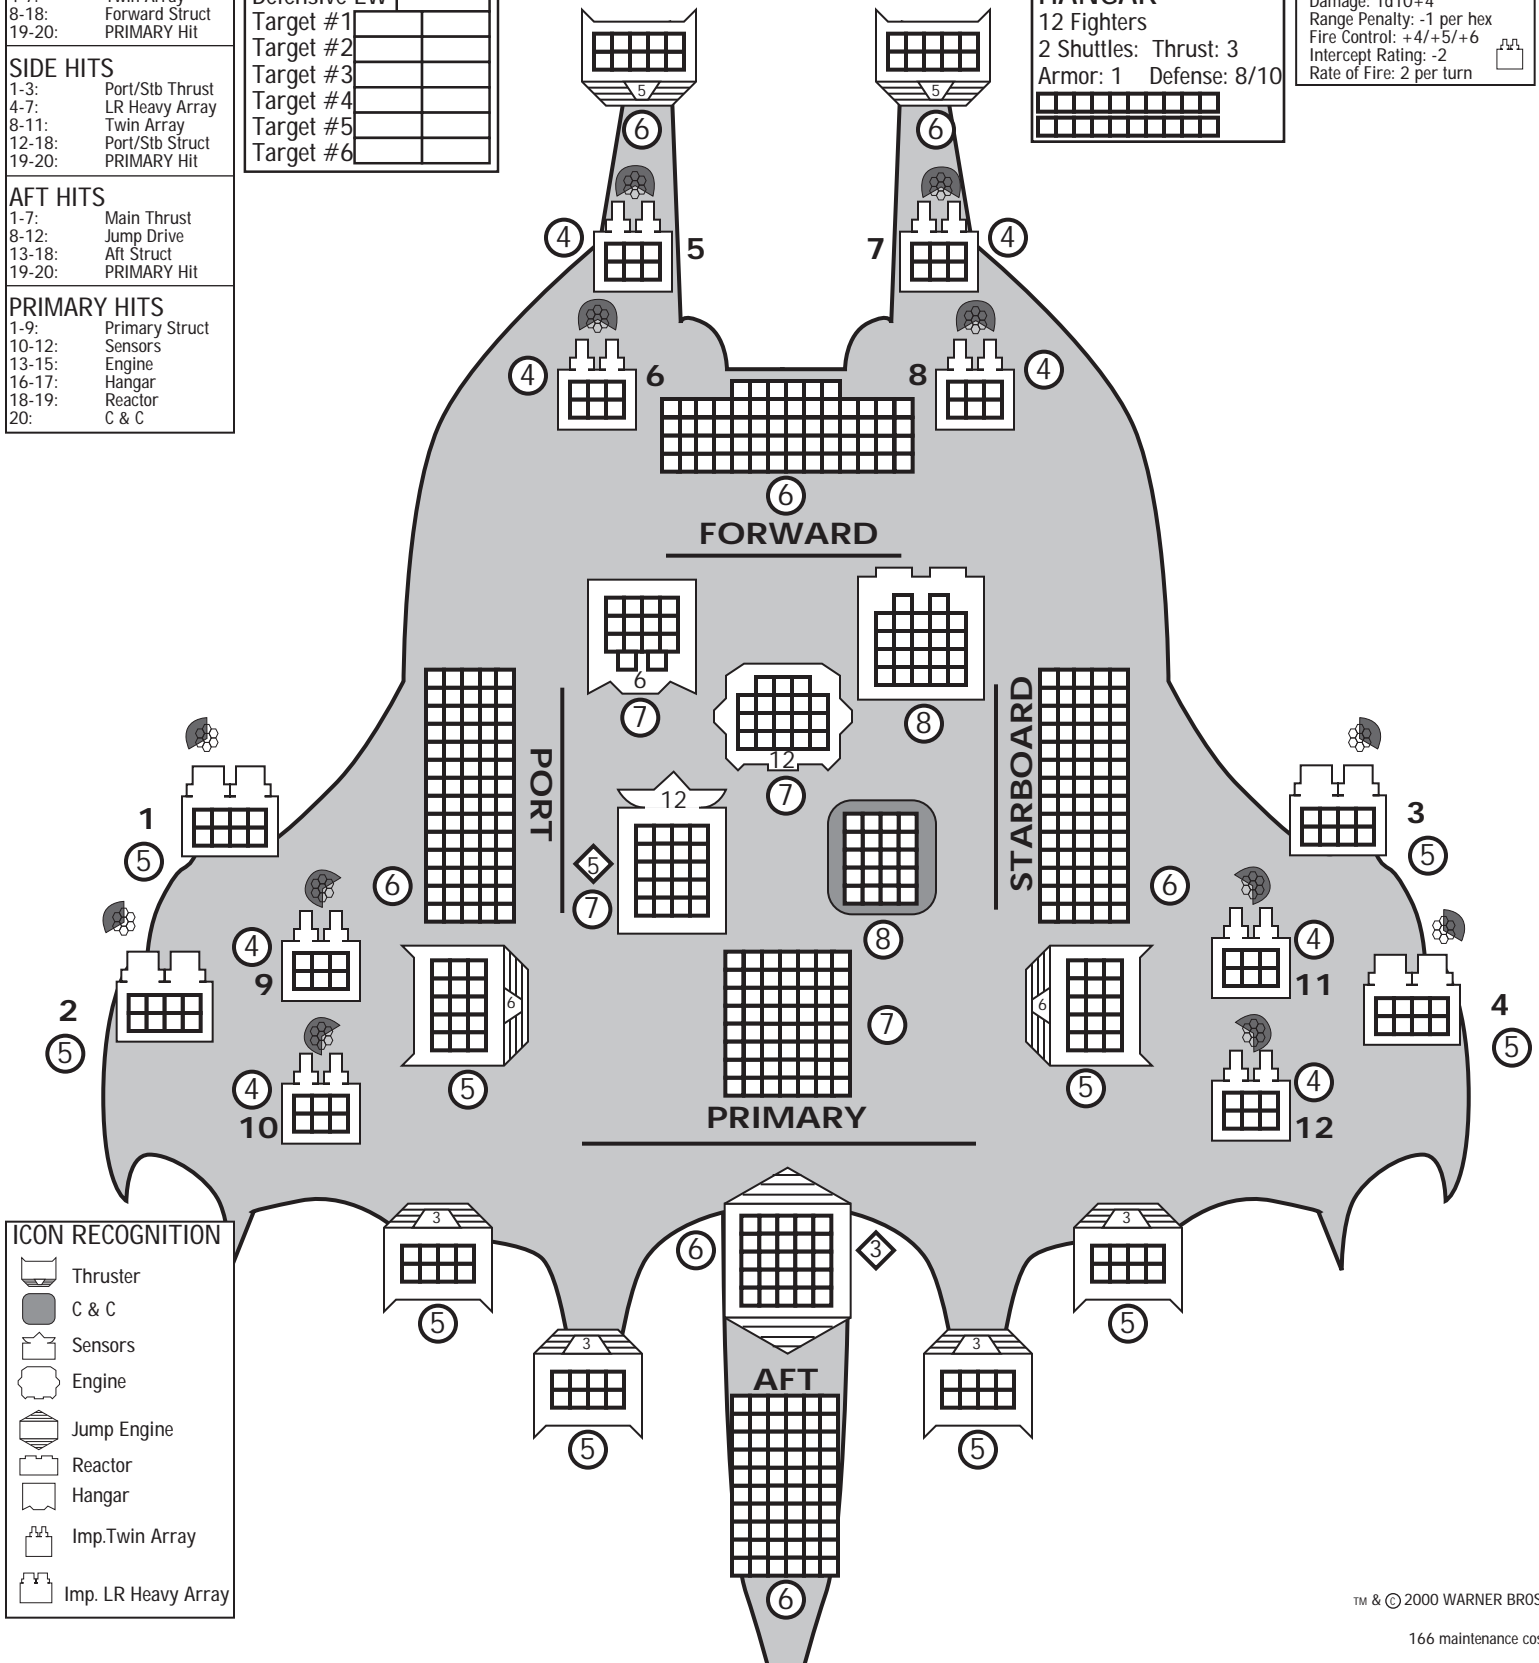 8-18: Forward Struct
19-20: PRIMARY Hit
SIDE HITS
1-3: Port/Stb Thrust
4-7: LR Heavy Array
8-11: Twin Array
12-18: Port/Stb Struct
19-20: PRIMARY Hit
AFT HITS
1-7: Main Thrust
8-12: Jump Drive
13-18: Aft Struct
19-20: PRIMARY Hit
PRIMARY HITS
1-9: Primary Struct
10-12: Sensors
13-15: Engine
16-17: Hangar
18-19: Reactor
20: C & C
Defensive EW
Target #1
Target #2
Target #3
Target #4
Target #5
Target #6
HANGAR
12 Fighters
2 Shuttles: Thrust: 3
Armor: 1 Defense: 8/10
Damage: 1d10+4
Range Penalty: -1 per hex
Fire Control: +4/+5/+6
Intercept Rating: -2
Rate of Fire: 2 per turn
5 5
6 6
4 5 7 4
4 6 8 4
6
FORWARD
6
7
8
12
7
PORT
STARBOARD
12
5
7
8
6 6
1
5
3
5
4
9
4
11
2
5
4
5
6 6
5 5
7
4
10
4
12
PRIMARY
3 3
6 3
5 5
3 3
5 5
AFT
6
ICON RECOGNITION
Thruster
C & C
Sensors
Engine
Jump Engine
Reactor
Hangar
Imp.Twin Array
Imp. LR Heavy Array
TM & © 2000 WARNER BROS
166 maintenance cos